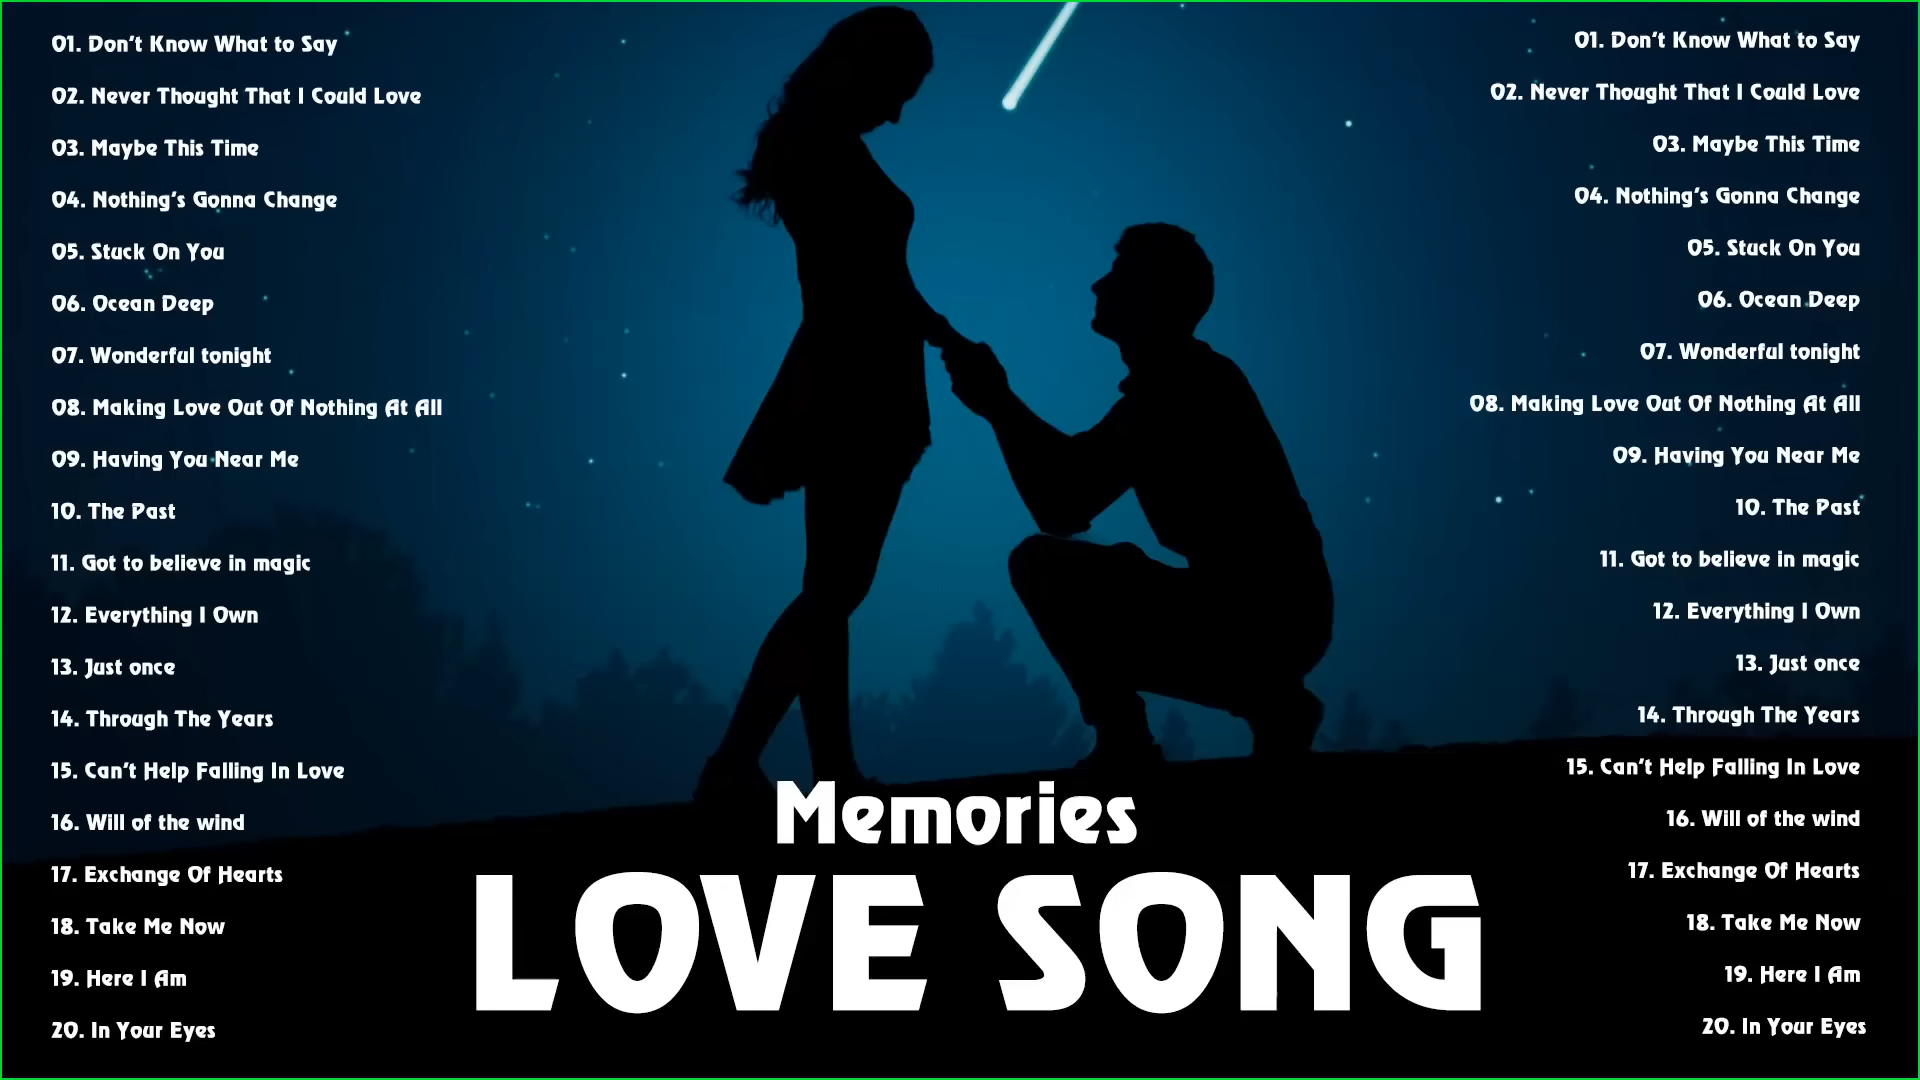 01. Don't Know What to Say
02. Never Thought That I Could Love
03. Maybe This Time
04. Nothing's Gonna Change
05. Stuck On You
06. Ocean Deep
07. Wonderful tonight
08. Making Love Out Of Nothing At All
09. Having You Near Me
10. The Past
11. Got to believe in magic
12. Everything I Own
13. Just once
14. Through The Years
15. Can't Help Falling In Love
16. Will of the wind
17. Exchange Of Hearts
18. Take Me Now
19. Here I Am
20. In Your Eyes
Memories
LOVE SONG
01. Don't Know What to Say
02. Never Thought That I Could Love
03. Maybe This Time
04. Nothing's Gonna Change
05. Stuck On You
06. Ocean Deep
07. Wonderful tonight
08. Making Love Out Of Nothing At All
09. Having You Near Me
10. The Past
11. Got to believe in magic
12. Everything I Own
13. Just once
14. Through The Years
15. Can't Help Falling In Love
16. Will of the wind
17. Exchange Of Hearts
18. Take Me Now
19. Here I Am
20. In Your Eyes